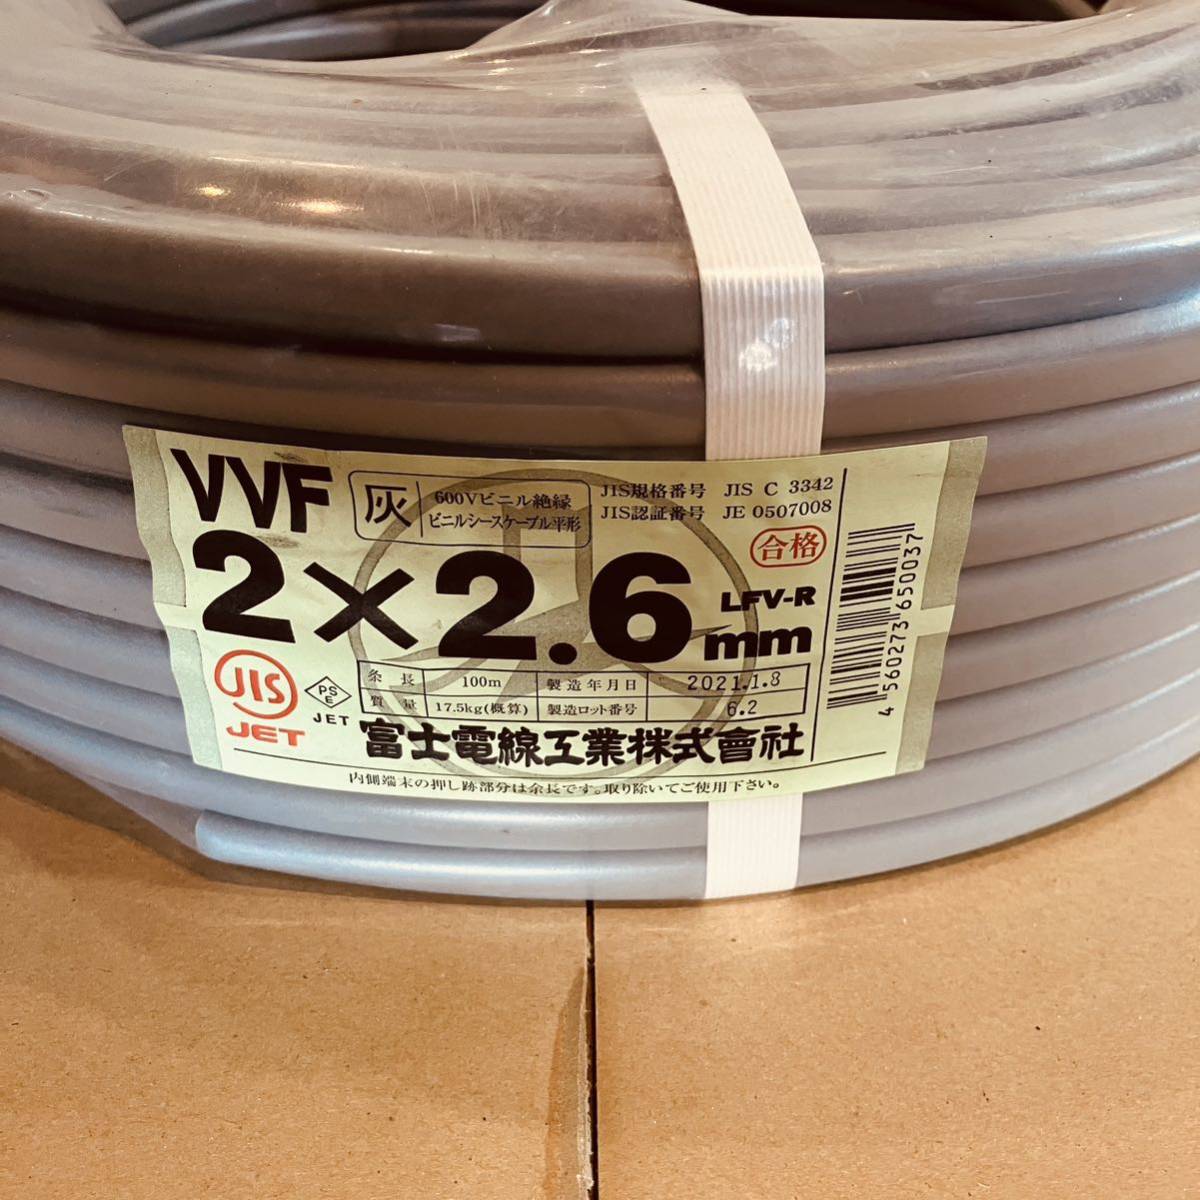 VVF
灰
600Vビニル絶縁
ビニルシースケーブル平形
JIS規格番号 JIS C 3342
JIS認証番号 JE 0507008
合格
2×2.6mm
LFV-R
JIS
JET
PS
E
JET
条長 100m 製造年月日 2021.1.8
質量 17.5kg(概算) 製造ロット番号 6.2
富士電線工業株式會社
内側端末の押し跡部分は余長です。取り除いてご使用下さい。
4560273650037